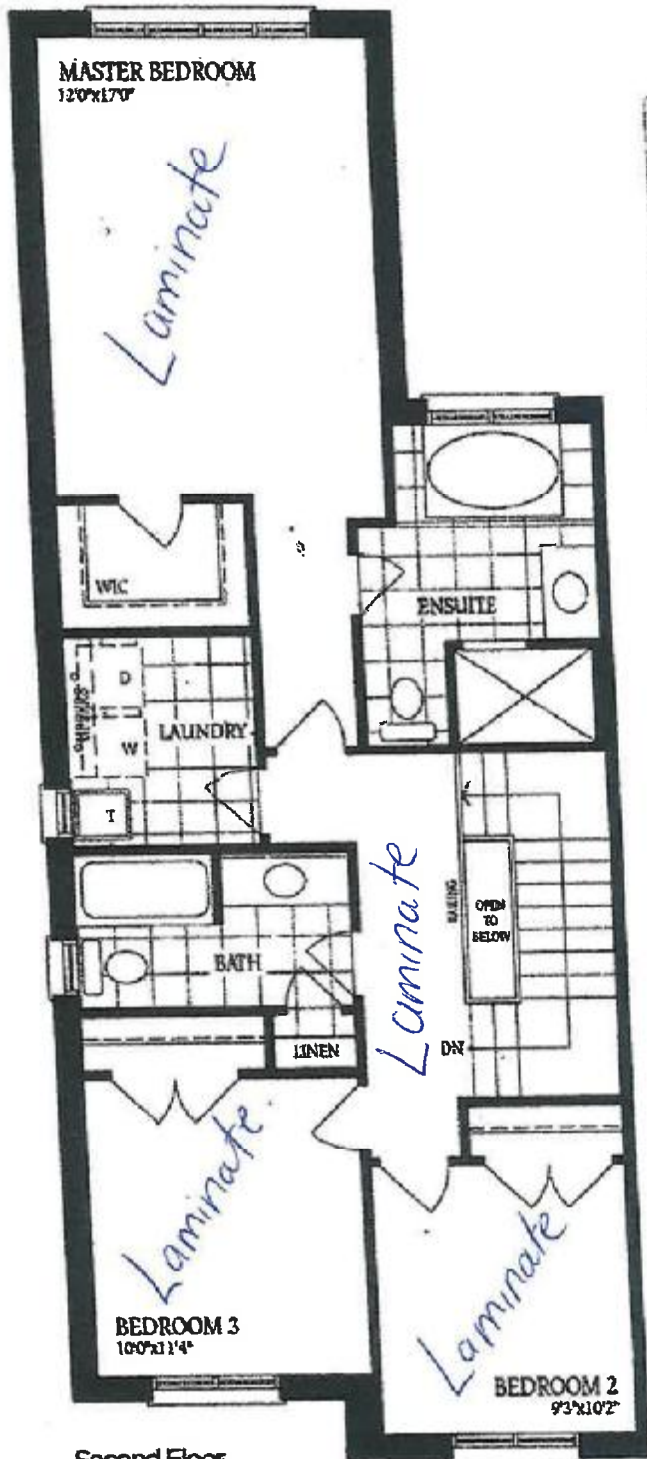 MASTER BEDROOM
12'0"x17'0"
Laminate
WIC
ENSUITE
D
W
LAUNDRY
T
Laminate
RAILING
OPEN
TO
BELOW
BATH
LINEN
DN
Laminate
Laminate
BEDROOM 3
10'0"x11'4"
BEDROOM 2
9'3"x10'2"
Second Floor